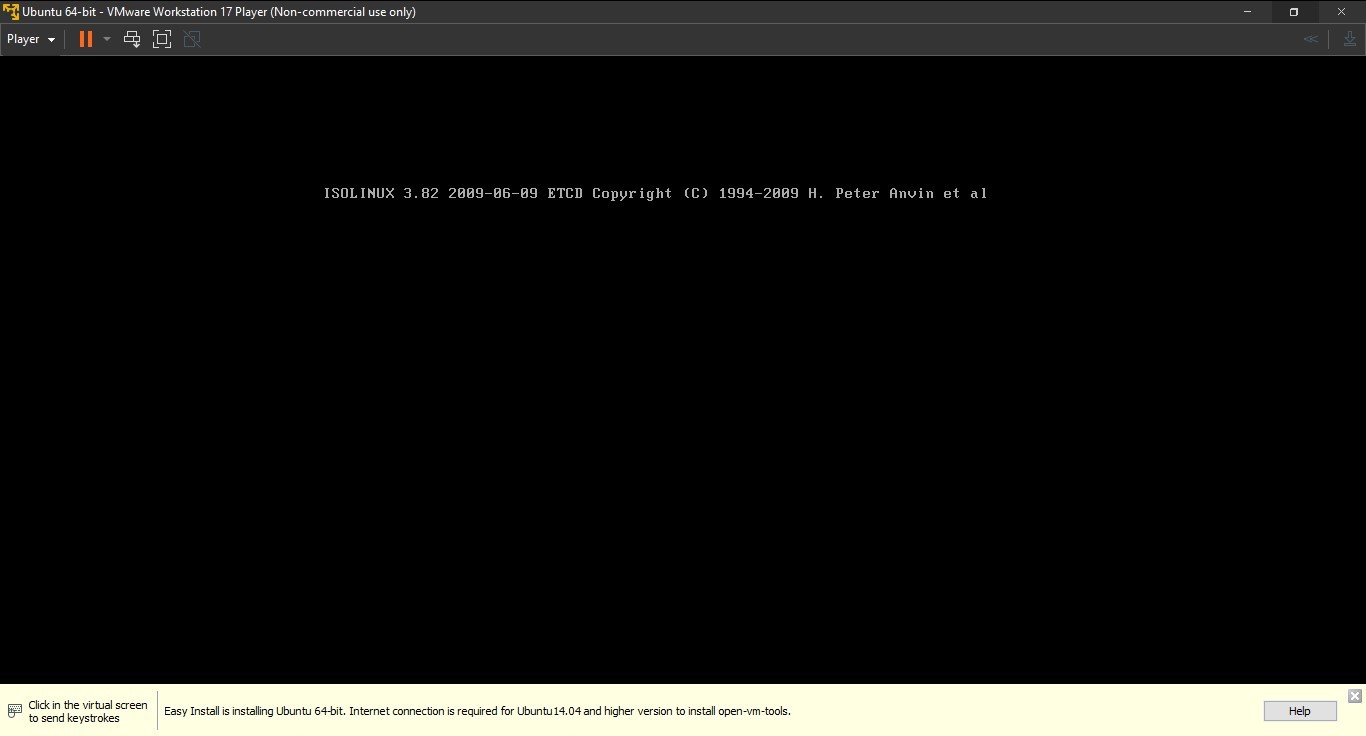 Ubuntu 64-bit - VMware Workstation 17 Player (Non-commercial use only)
Player
ISOLINUX 3.82 2009-06-09 ETCD Copyright (C) 1994-2009 H. Peter Anvin et al
Click in the virtual screen
to send keystrokes
Easy Install is installing Ubuntu 64-bit. Internet connection is required for Ubuntu14.04 and higher version to install open-vm-tools.
Help